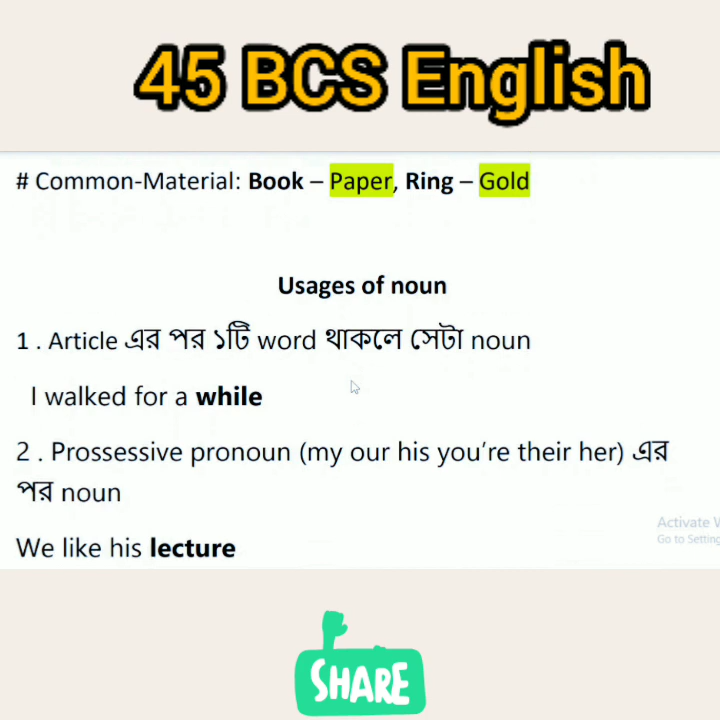 45 BCS English
# Common-Material: Book – Paper, Ring – Gold
Usages of noun
1 . Article এর পর ১টি word থাকলে সেটা noun
I walked for a while
2 . Prossessive pronoun (my our his you're their her) এর
পর noun
We like his lecture
Activate
Go to Setting
SHARE